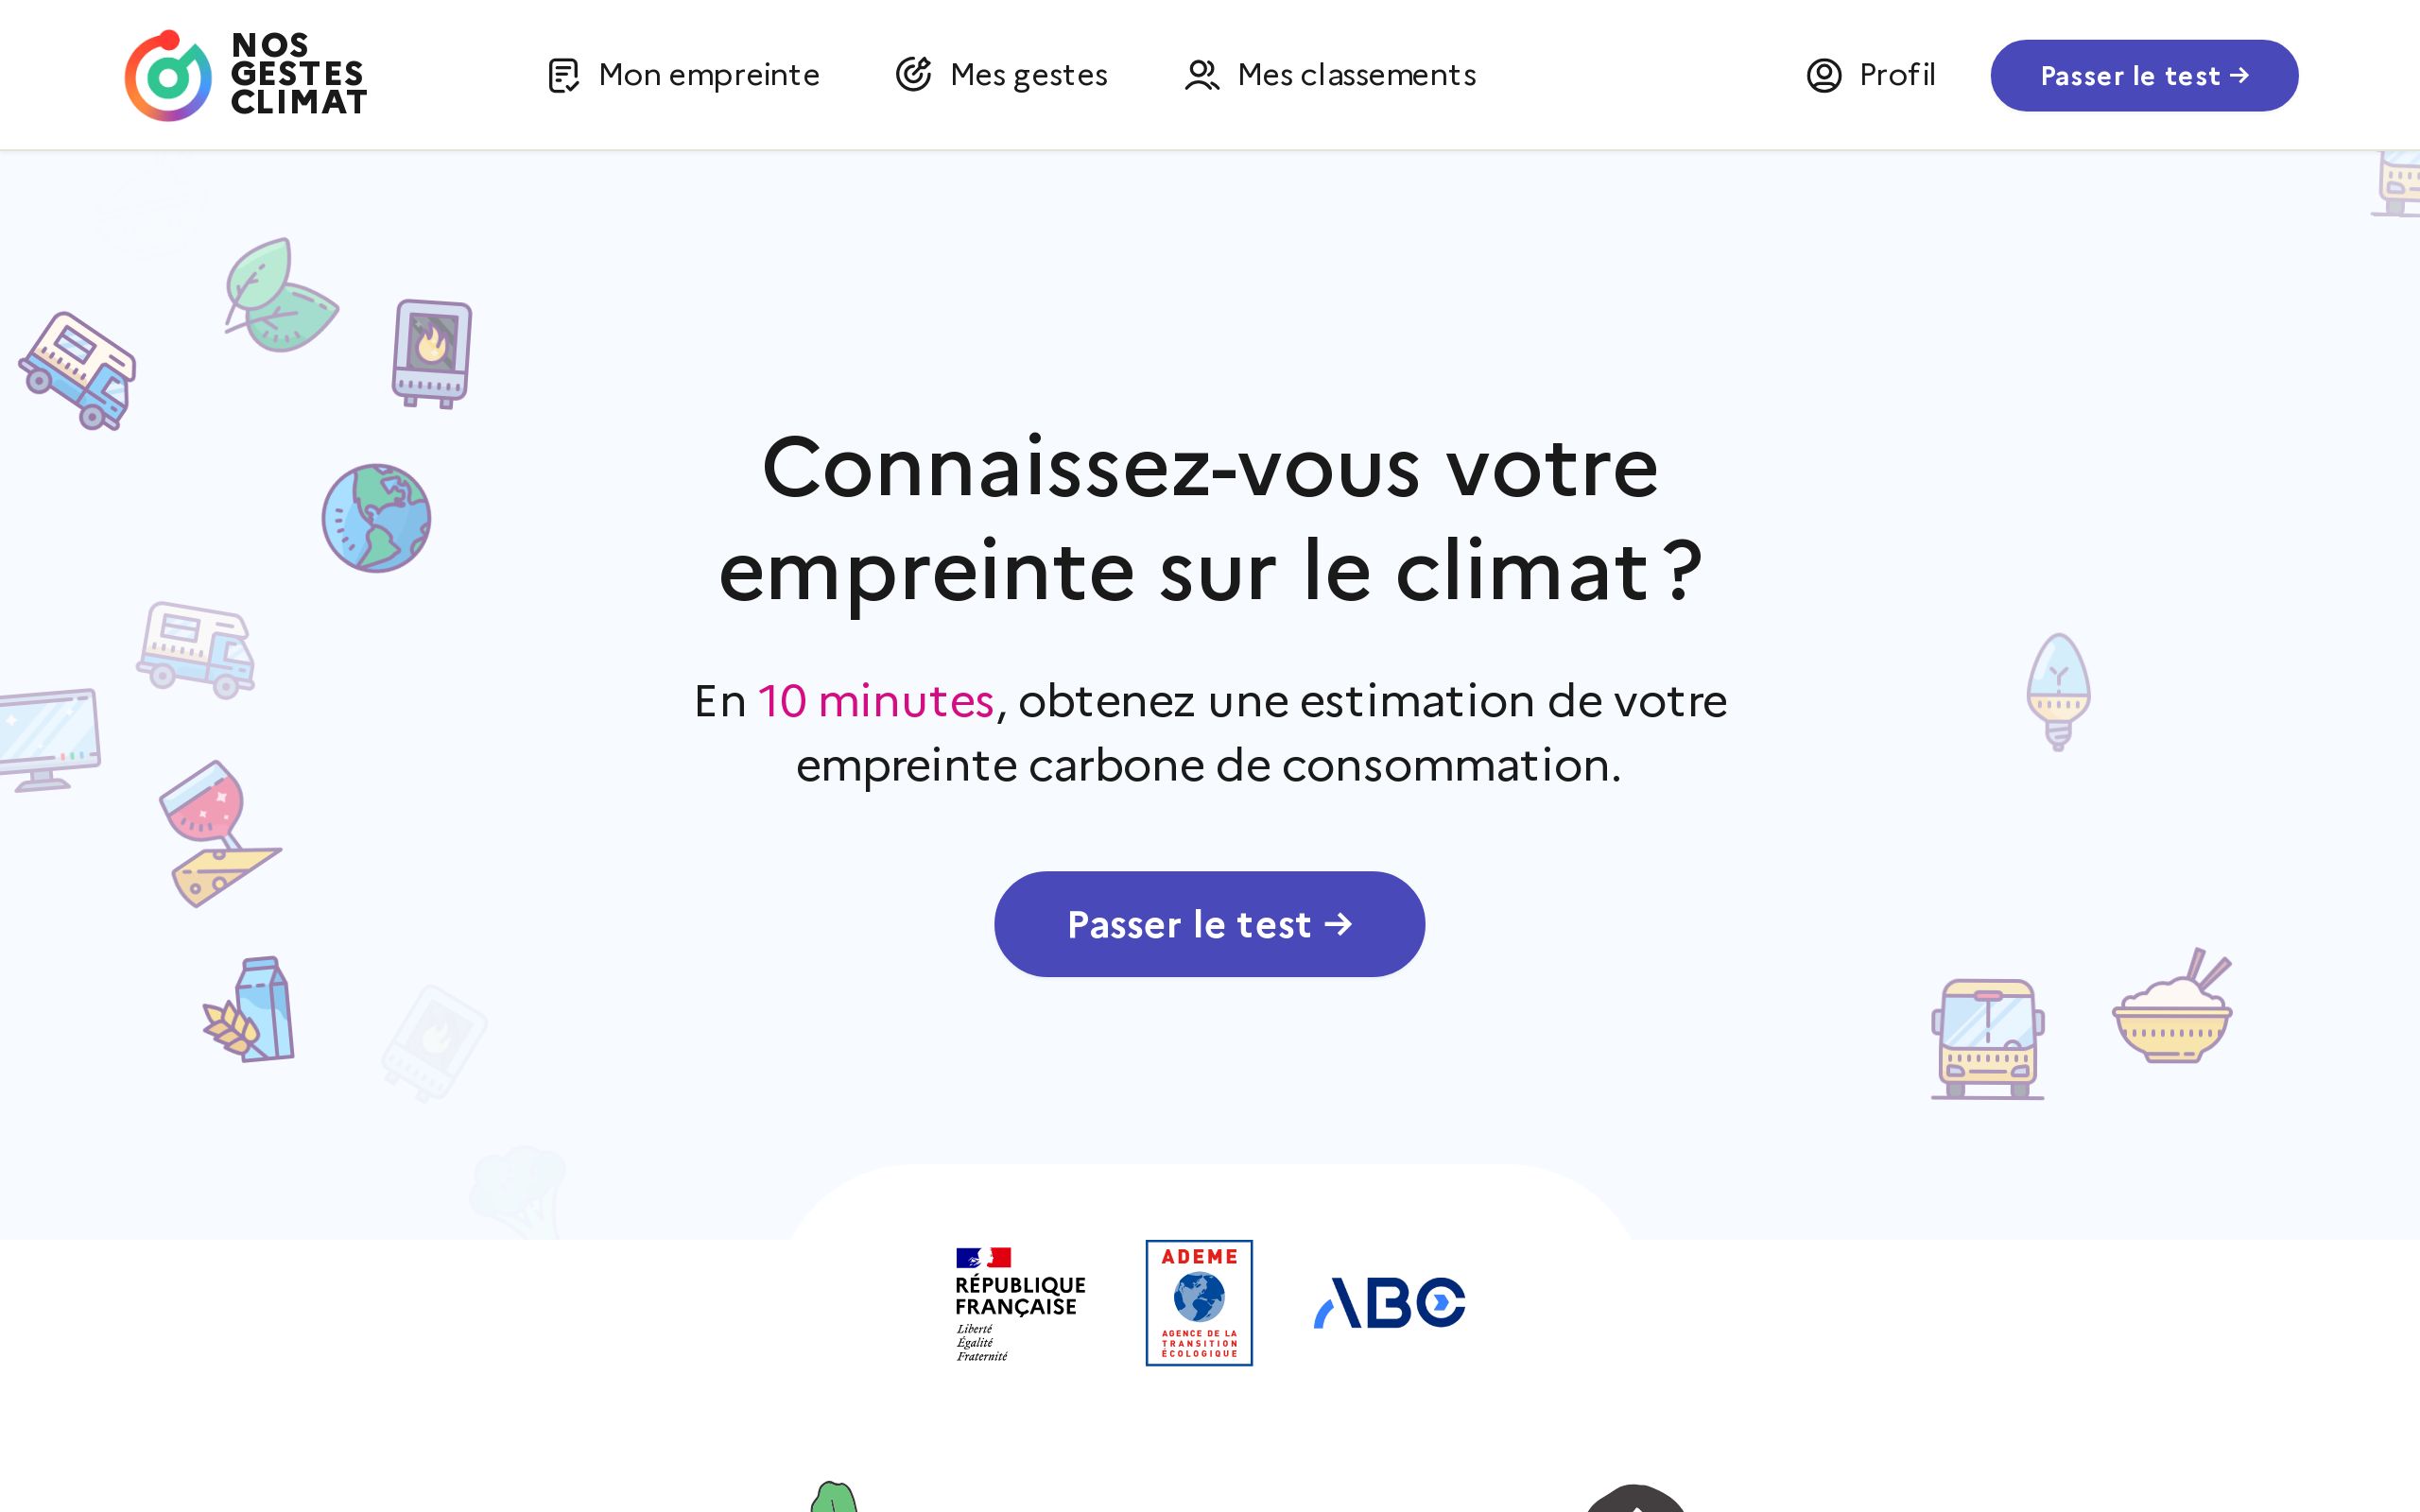 NOS
GESTES
CLIMAT
Mon empreinte
Mes gestes
Mes classements
Profil
Passer le test →
Connaissez-vous votre
empreinte sur le climat ?
En 10 minutes, obtenez une estimation de votre
empreinte carbone de consommation.
Passer le test →
RÉPUBLIQUE
FRANÇAISE
Liberté
Égalité
Fraternité
ADEME
AGENCE DE LA
TRANSITION
ÉCOLOGIQUE
ABC